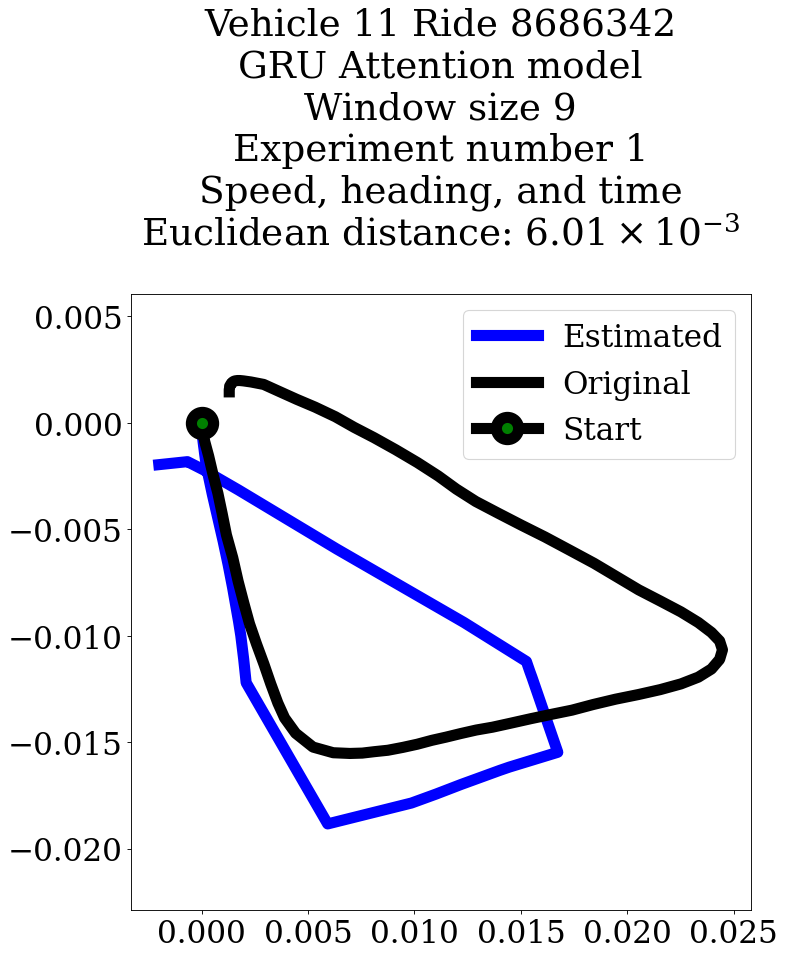 Vehicle 11 Ride 8686342
GRU Attention model
Window size 9
Experiment number 1
Speed, heading, and time
Euclidean distance: 6.01 × 10⁻³
Estimated
Original
Start
0.005
0.000
−0.005
−0.010
−0.015
−0.020
0.000 0.005 0.010 0.015 0.020 0.025